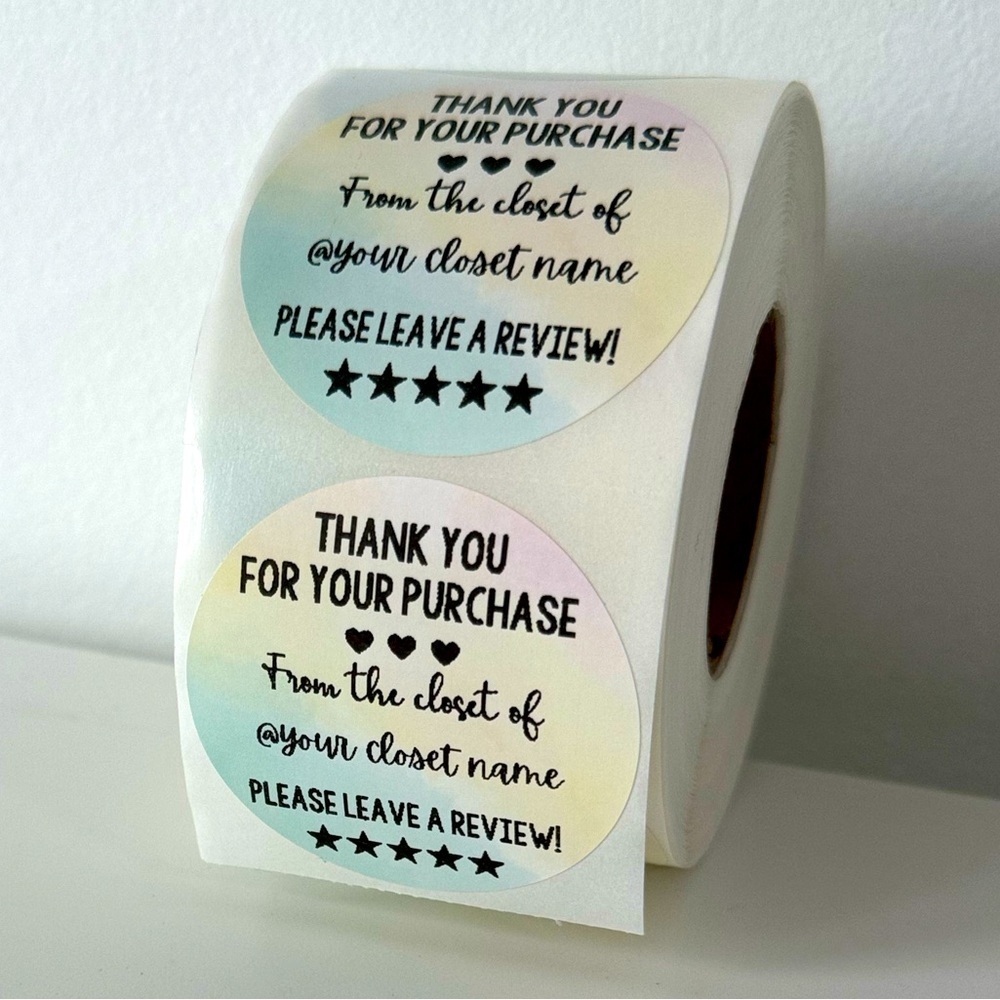 THANK YOU
FOR YOUR PURCHASE
From the closet of
@your closet name
PLEASE LEAVE A REVIEW!
THANK YOU
FOR YOUR PURCHASE
From the closet of
@your closet name
PLEASE LEAVE A REVIEW!